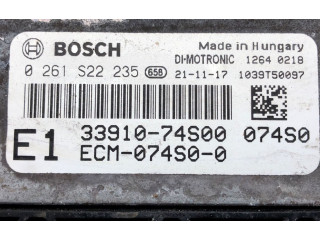 BOSCH Made in Hungary
DI-MOTRONIC 1264 0218
0 261 S22 235 658 21-11-17 1039T50097
E1 33910-74S00 074S0
ECM-074S0-0